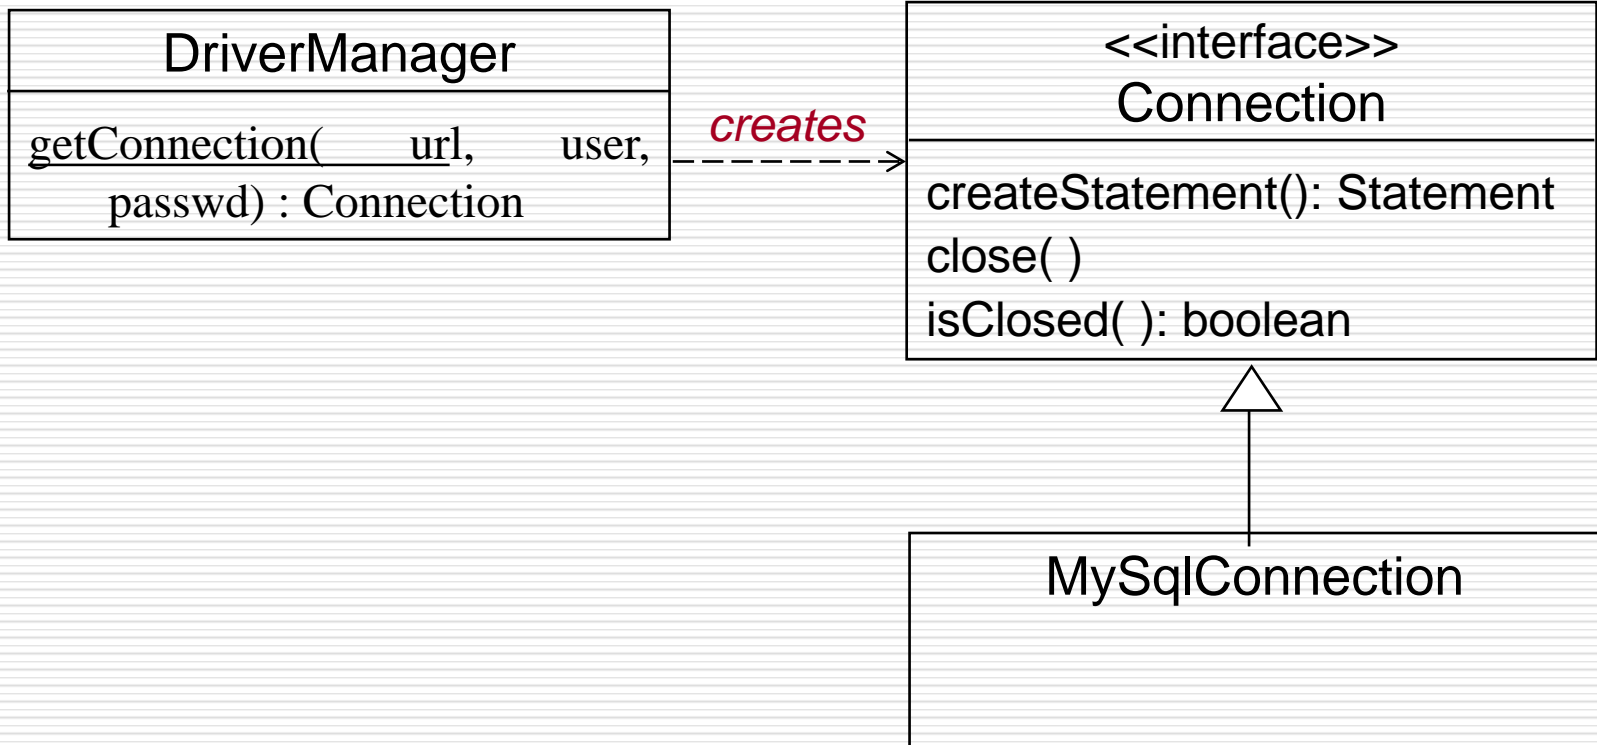 DriverManager
getConnection( url, user,
passwd) : Connection
creates
<<interface>>
Connection
createStatement(): Statement
close( )
isClosed( ): boolean
MySqlConnection